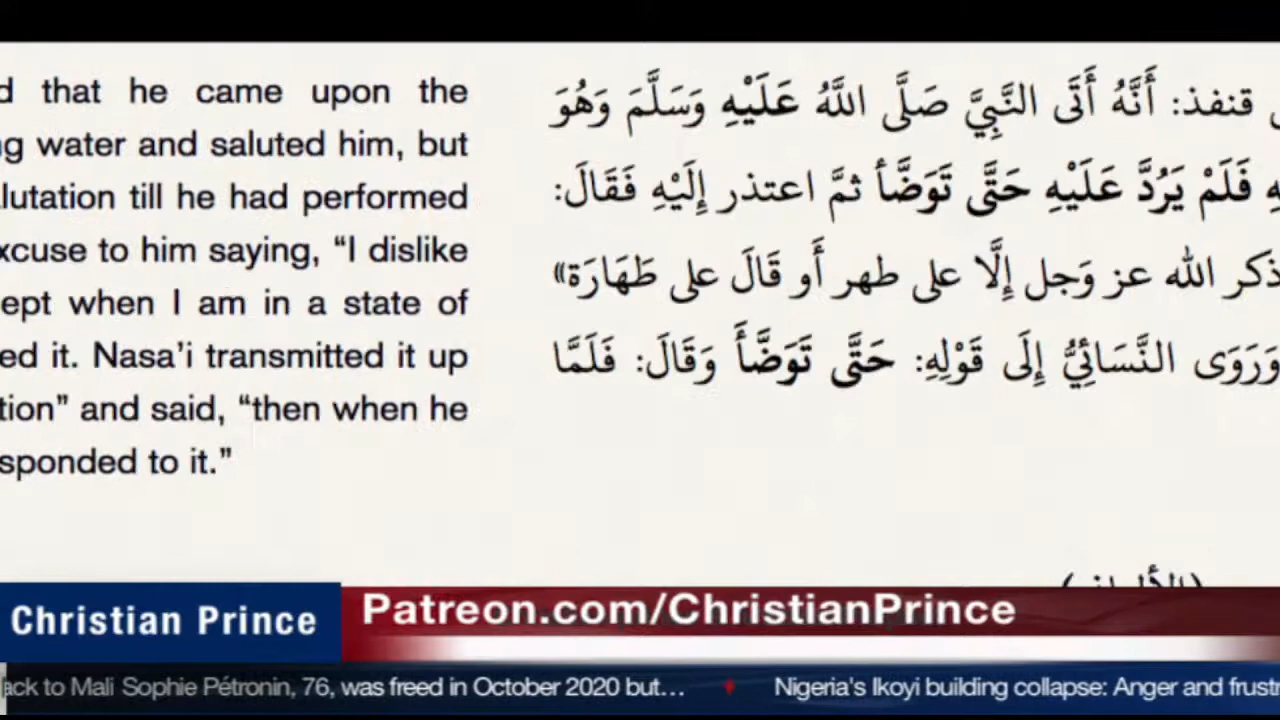 d that he came upon the
ng water and saluted him, but
alutation till he had performed
xcuse to him saying, “I dislike
ept when I am in a state of
ed it. Nasa’i transmitted it up
tion” and said, “then when he
sponded to it.”
قنفذ: أَنَّهُ أَتَى النَّبِيَّ صَلَّى اللَّهُ عَلَيْهِ وَسَلَّمَ وَهُوَ
فَلَمْ يَرُدَّ عَلَيْهِ حَتَّى تَوَضَّأَ ثمَّ اعتذر إِلَيْهِ فَقَالَ:
ذكر الله عز وَجل إِلَّا على طهر أَو قَالَ على طَهَارَة»
وَرَوَى النَّسَائِيُّ إِلَى قَوْلِهِ: حَتَّى تَوَضَّأَ وَقَالَ: فَلَمَّا
Christian Prince
Patreon.com/ChristianPrince
ack to Mali Sophie Pétronin, 76, was freed in October 2020 but... Nigeria's Ikoyi building collapse: Anger and frustr